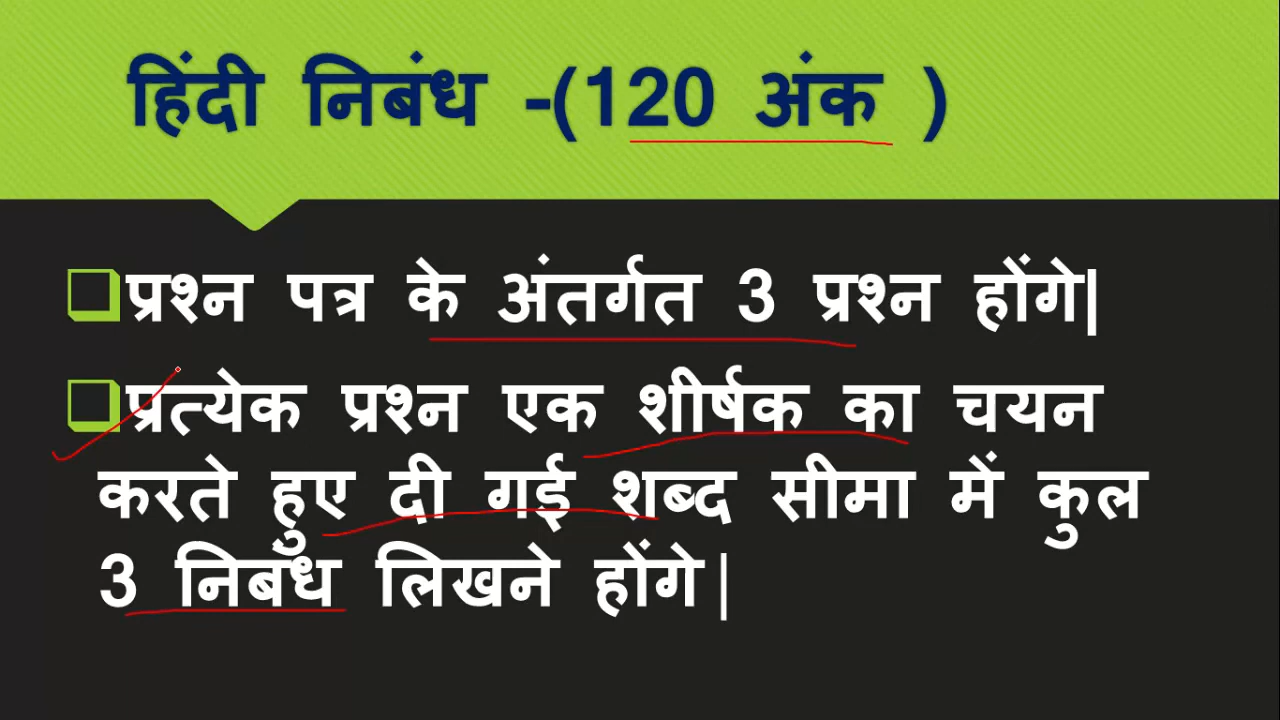 हिंदी निबंध -(120 अंक )
प्रश्न पत्र के अंतर्गत 3 प्रश्न होंगे|
प्रत्येक प्रश्न एक शीर्षक का चयन
करते हुए दी गई शब्द सीमा में कुल
3 निबंध लिखने होंगे|